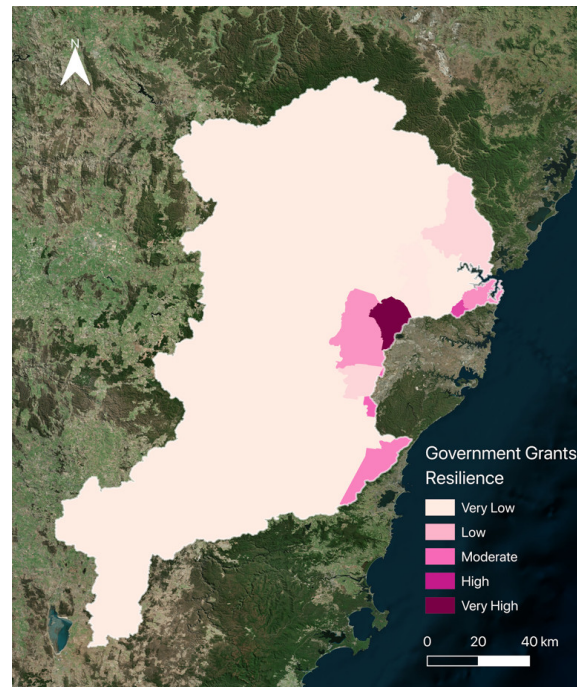 N
Government Grants
Resilience
Very Low
Low
Moderate
High
Very High
0 20 40 km